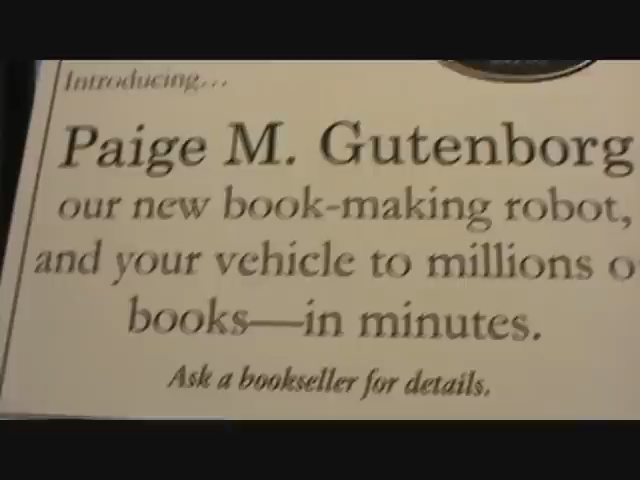 Introducing...
Paige M. Gutenborg
our new book-making robot,
and your vehicle to millions o
books—in minutes.
Ask a bookseller for details.